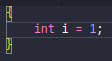 {
    int i = 1;
}